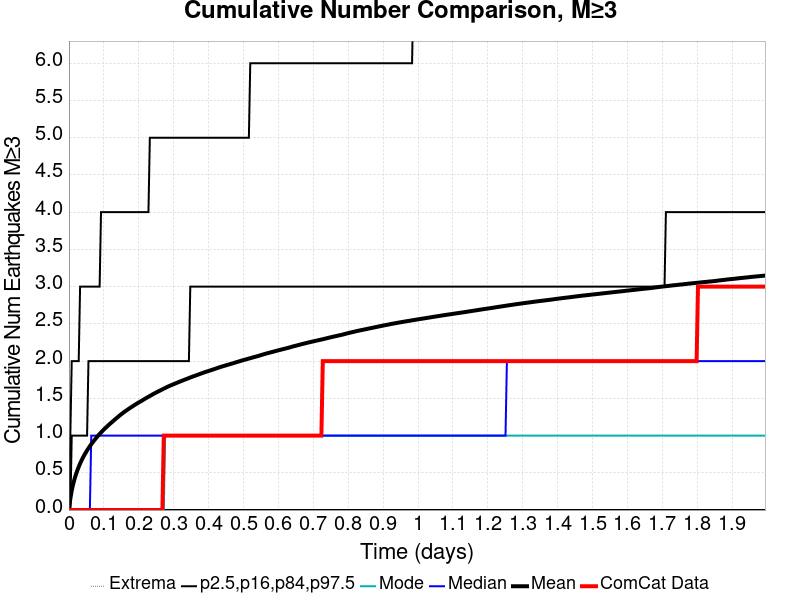 Cumulative Number Comparison, M≥3
Cumulative Num Earthquakes M≥3
6.0
5.5
5.0
4.5
4.0
3.5
3.0
2.5
2.0
1.5
1.0
0.5
0.0
0 0.1 0.2 0.3 0.4 0.5 0.6 0.7 0.8 0.9 1 1.1 1.2 1.3 1.4 1.5 1.6 1.7 1.8 1.9
Time (days)
Extrema p2.5,p16,p84,p97.5 Mode Median Mean ComCat Data